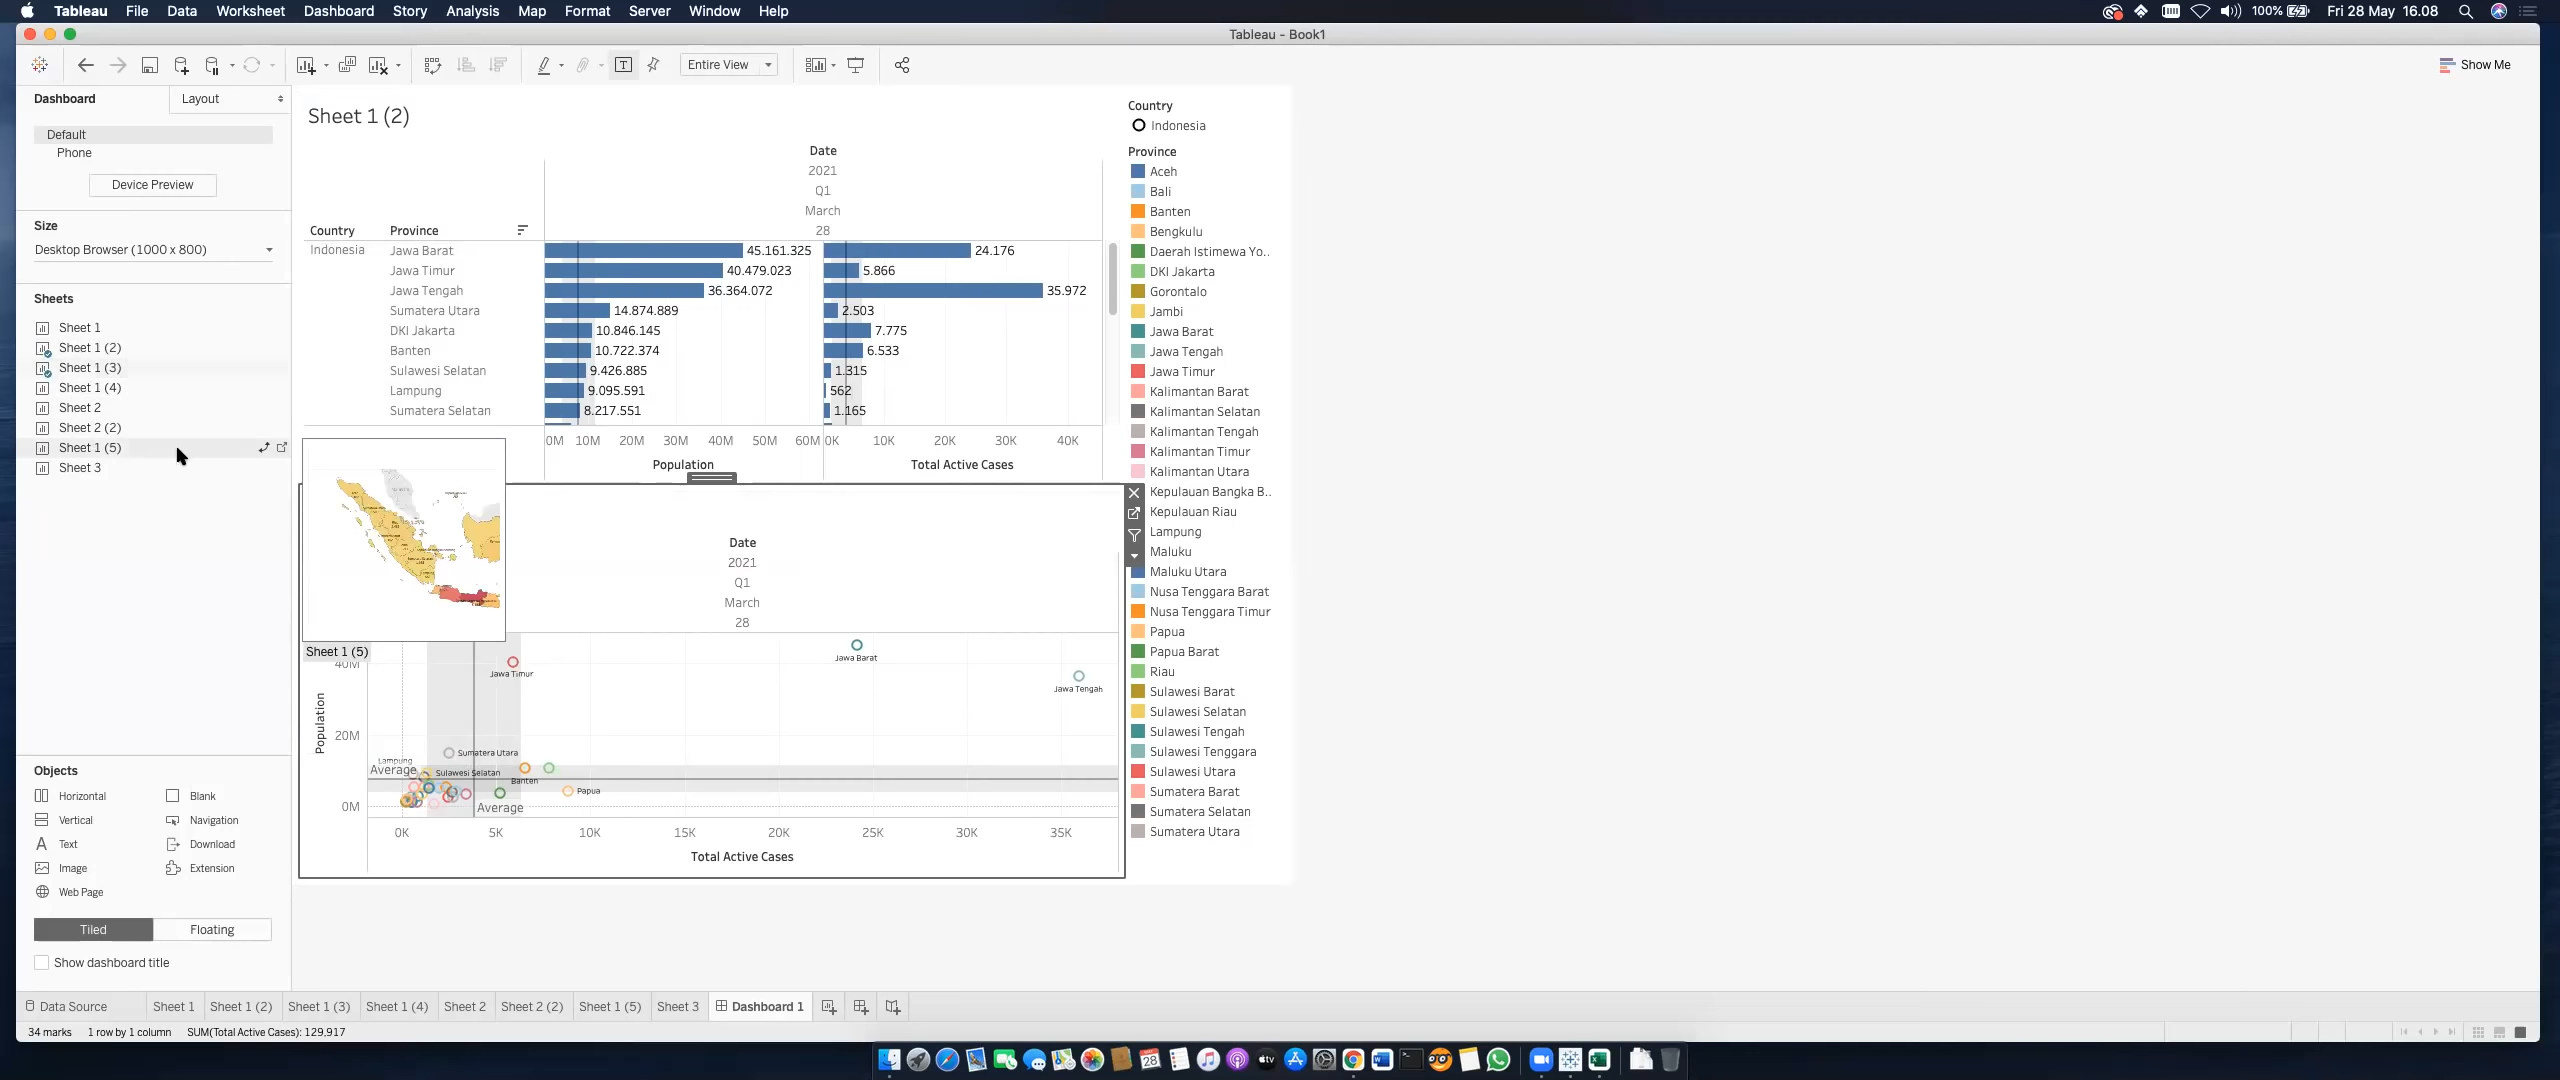 Tableau File Data Worksheet Dashboard Story Analysis Map Format Server Window Help
100% Fri 28 May 16.08
Tableau - Book1
Entire View
Show Me
Dashboard
Layout
Default
Phone
Device Preview
Size
Desktop Browser (1000 x 800)
Sheets
Sheet 1
Sheet 1 (2)
Sheet 1 (3)
Sheet 1 (4)
Sheet 2
Sheet 2 (2)
Sheet 1 (5)
Sheet 3
Objects
Horizontal
Blank
Vertical
Navigation
Text
Download
Image
Extension
Web Page
Tiled
Floating
Show dashboard title
Sheet 1 (2)
Date
2021
Q1
March
28
Country Province
Indonesia Jawa Barat 45.161.325 24.176
Jawa Timur 40.479.023 5.866
Jawa Tengah 36.364.072 35.972
Sumatera Utara 14.874.889 2.503
DKI Jakarta 10.846.145 7.775
Banten 10.722.374 6.533
Sulawesi Selatan 9.426.885 1.315
Lampung 9.095.591 562
Sumatera Selatan 8.217.551 1.165
0M 10M 20M 30M 40M 50M 60M 0K 10K 20K 30K 40K
Population Total Active Cases
Sheet 1 (5)
Date
2021
Q1
March
28
40M
20M
0M
Population
Jawa Barat
Jawa Timur
Jawa Tengah
Sumatera Utara
Lampung
Average
Sulawesi Selatan
Banten
Papua
Average
0K 5K 10K 15K 20K 25K 30K 35K
Total Active Cases
Country
Indonesia
Province
Aceh
Bali
Banten
Bengkulu
Daerah Istimewa Yo..
DKI Jakarta
Gorontalo
Jambi
Jawa Barat
Jawa Tengah
Jawa Timur
Kalimantan Barat
Kalimantan Selatan
Kalimantan Tengah
Kalimantan Timur
Kalimantan Utara
Kepulauan Bangka B..
Kepulauan Riau
Lampung
Maluku
Maluku Utara
Nusa Tenggara Barat
Nusa Tenggara Timur
Papua
Papua Barat
Riau
Sulawesi Barat
Sulawesi Selatan
Sulawesi Tengah
Sulawesi Tenggara
Sulawesi Utara
Sumatera Barat
Sumatera Selatan
Sumatera Utara
Data Source Sheet 1 Sheet 1 (2) Sheet 1 (3) Sheet 1 (4) Sheet 2 Sheet 2 (2) Sheet 1 (5) Sheet 3 Dashboard 1
34 marks 1 row by 1 column SUM(Total Active Cases): 129,917